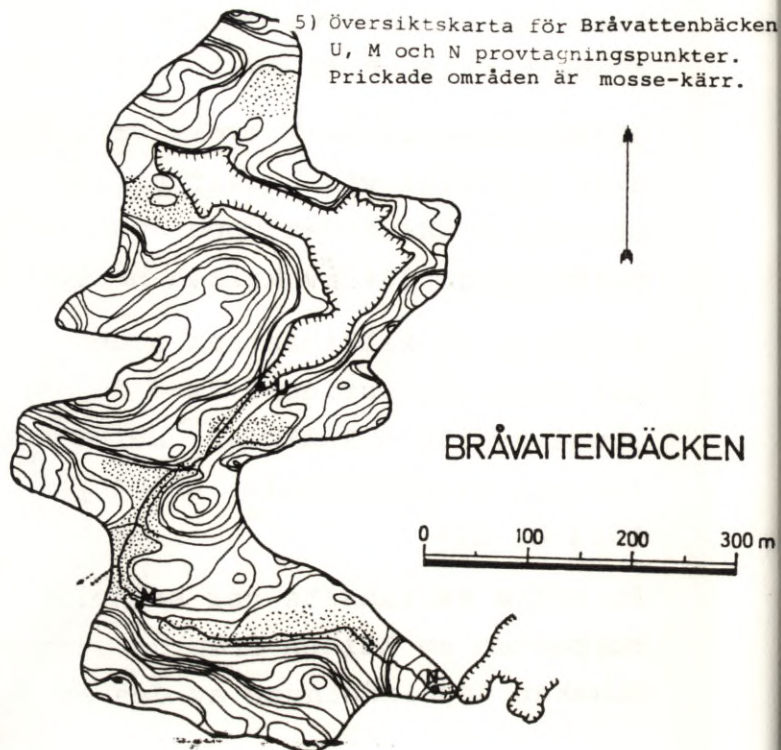 5) Översiktskarta för Bråvattenbäcken
U, M och N provtagningspunkter.
Prickade områden är mosse-kärr.
U
BRÅVATTENBÄCKEN
0 100 200 300 m
M
N